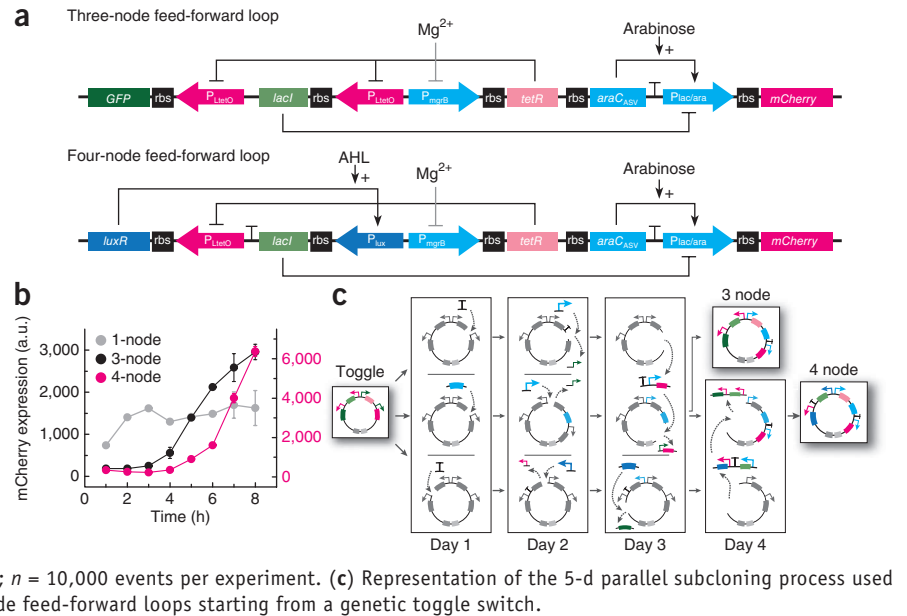 a
Three-node feed-forward loop
Mg2+
Arabinose
+
GFP rbs PLtetO lacI rbs PLtetO PmgrB rbs tetR rbs araCASV Plac/ara rbs mCherry
Four-node feed-forward loop
AHL
+
Mg2+
Arabinose
+
luxR rbs PLtetO lacI rbs Plux PmgrB rbs tetR rbs araCASV Plac/ara rbs mCherry
b
mCherry expression (a.u.)
3,000
2,000
1,000
0
6,000
4,000
2,000
0
1-node
3-node
4-node
0 1 2 3 4 5 6 7 8
Time (h)
c
Toggle
3 node
4 node
Day 1
Day 2
Day 3
Day 4
; n = 10,000 events per experiment. (c) Representation of the 5-d parallel subcloning process used
de feed-forward loops starting from a genetic toggle switch.